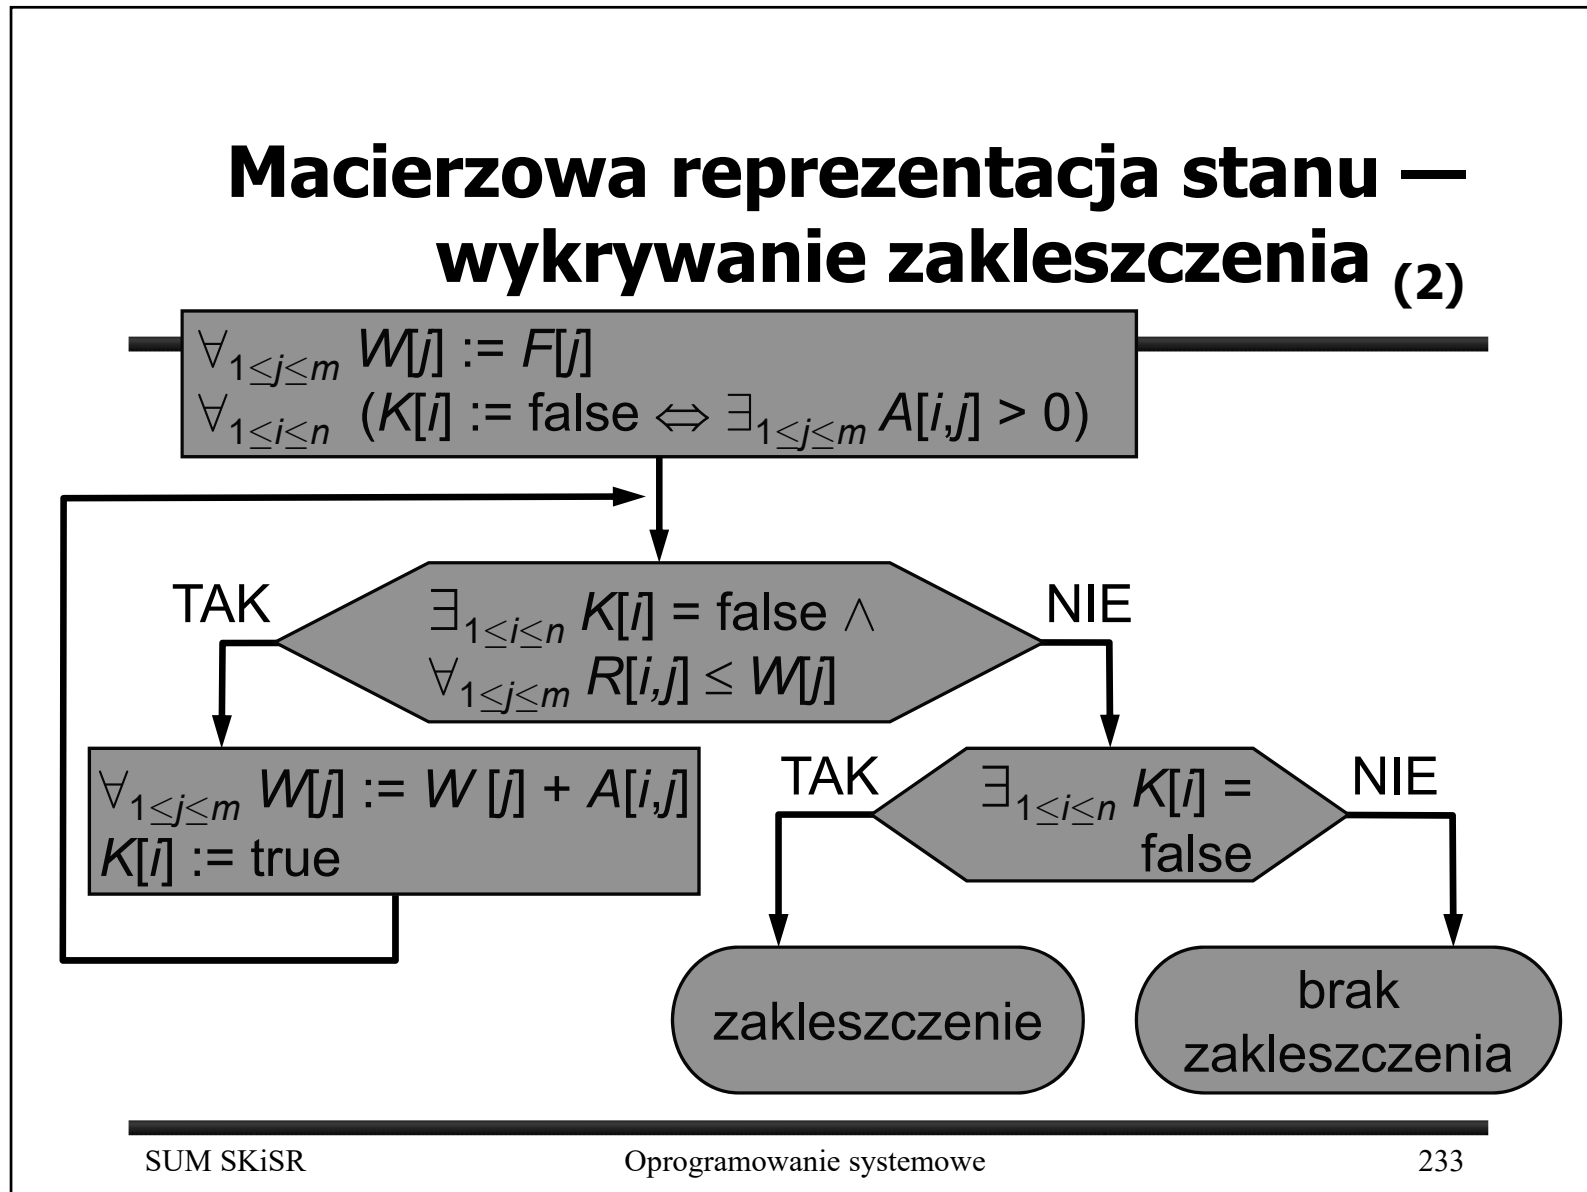 Macierzowa reprezentacja stanu —
wykrywanie zakleszczenia (2)
∀1≤j≤m W[j] := F[j]
∀1≤i≤n (K[i] := false ⇔ ∃1≤j≤m A[i,j] > 0)
TAK
∃1≤i≤n K[i] = false ∧
∀1≤j≤m R[i,j] ≤ W[j]
NIE
∀1≤j≤m W[j] := W [j] + A[i,j]
K[i] := true
TAK
∃1≤i≤n K[i] =
false
NIE
zakleszczenie
brak
zakleszczenia
SUM SKiSR
Oprogramowanie systemowe
233